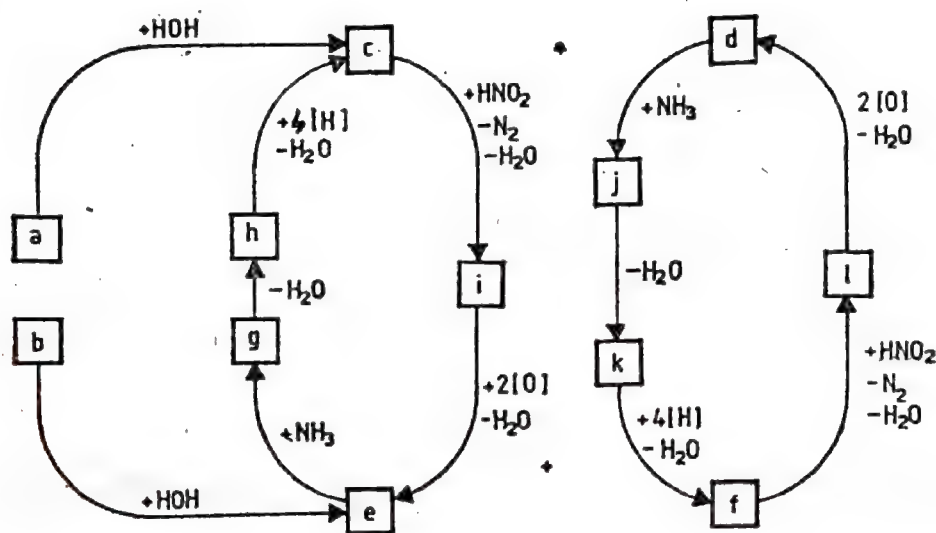 +HOH
c
d
+HNO₂
-N₂
-H₂O
+4[H]
-H₂O
+NH₃
2[O]
-H₂O
j
a
h
-H₂O
i
-H₂O
l
b
g
k
+HNO₂
-N₂
-H₂O
+2[O]
-H₂O
+4[H]
-H₂O
+NH₃
+HOH
e
f